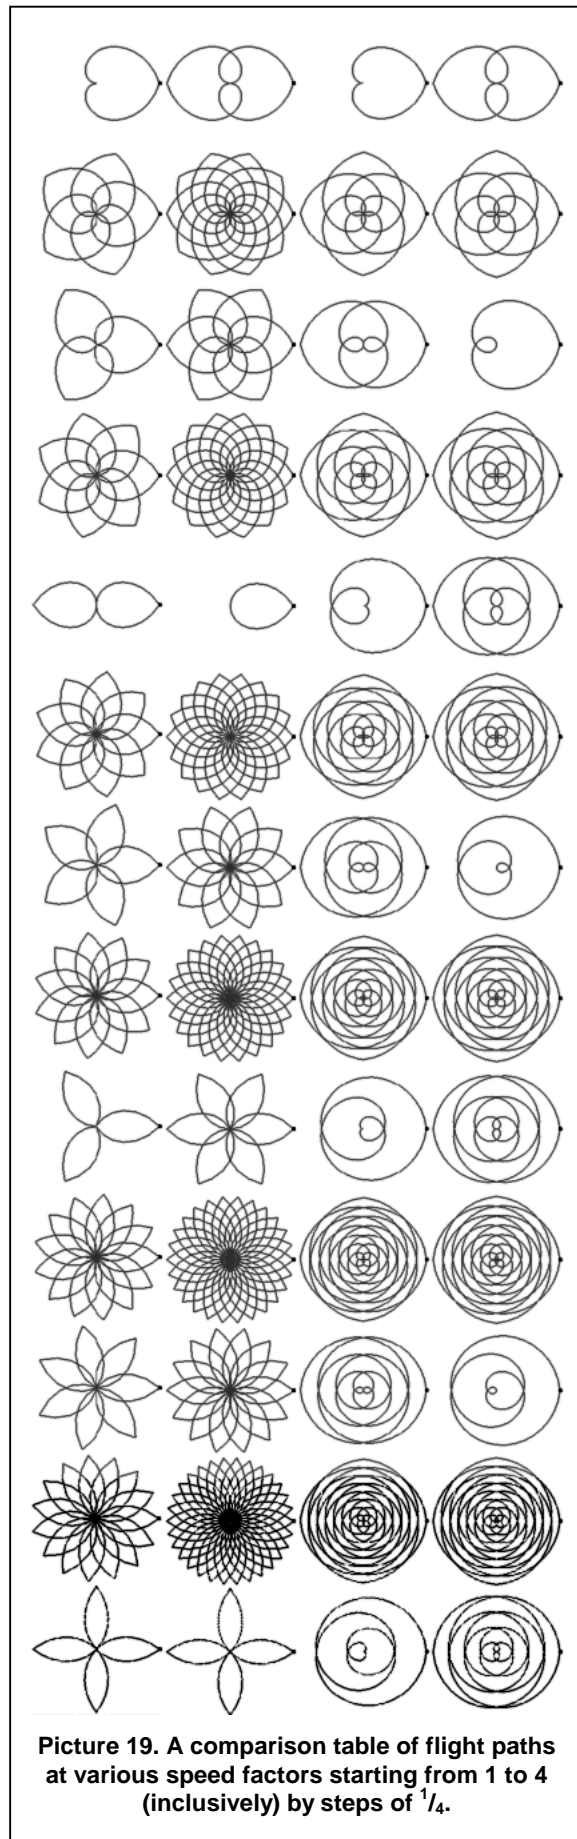 Picture 19. A comparison table of flight paths
at various speed factors starting from 1 to 4
(inclusively) by steps of 1/4.